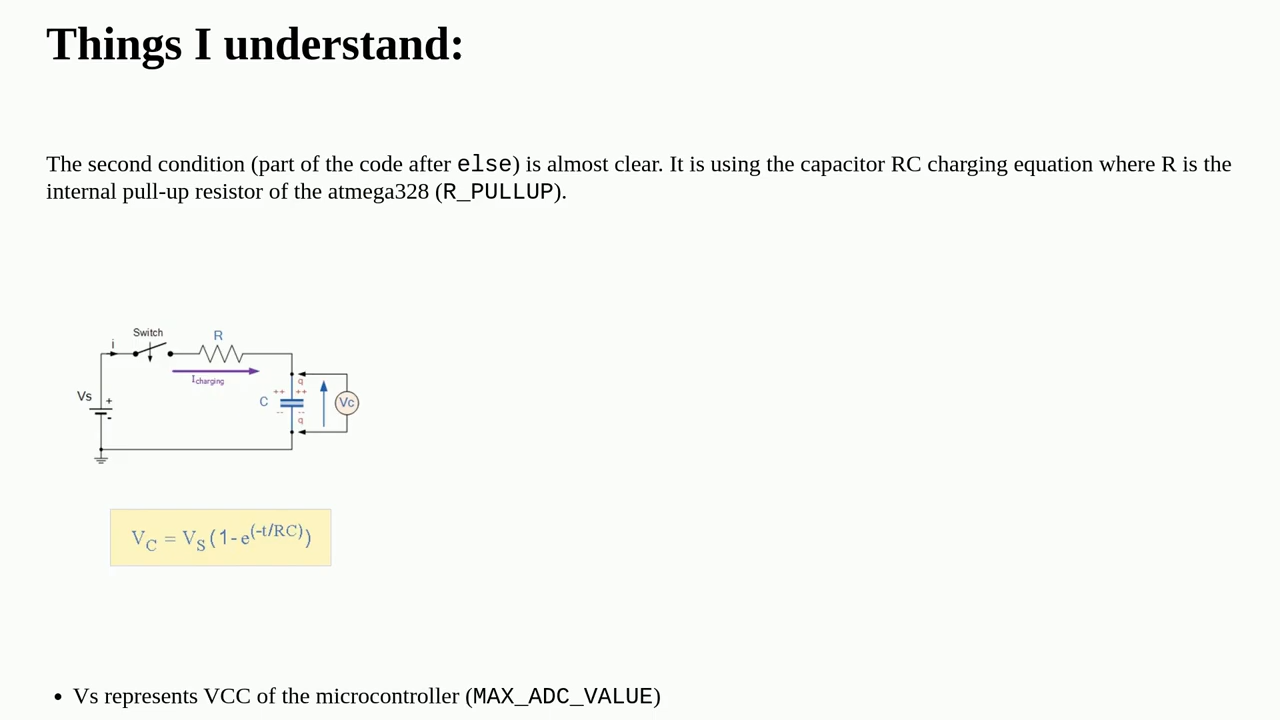 Things I understand:
The second condition (part of the code after else) is almost clear. It is using the capacitor RC charging equation where R is the
internal pull-up resistor of the atmega328 (R_PULLUP).
Switch
R
i
Icharging
q
++ ++
Vs
+
C
Vc
-- --
-
q
VC = VS(1-e(-t/RC))
• Vs represents VCC of the microcontroller (MAX_ADC_VALUE)